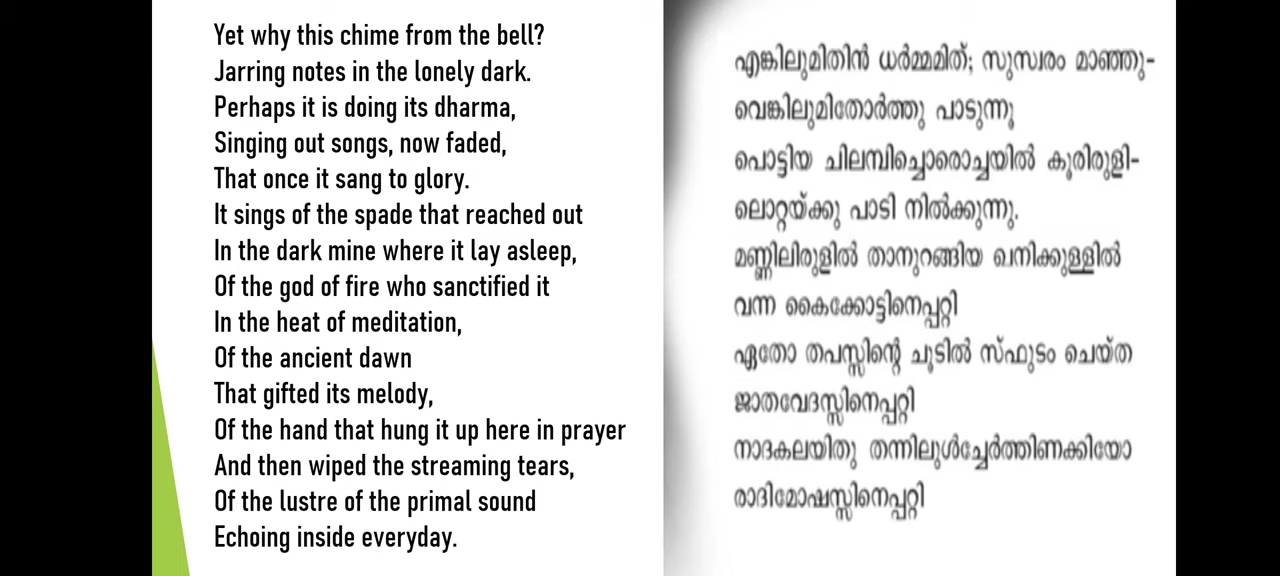 Yet why this chime from the bell?
Jarring notes in the lonely dark.
Perhaps it is doing its dharma,
Singing out songs, now faded,
That once it sang to glory.
It sings of the spade that reached out
In the dark mine where it lay asleep,
Of the god of fire who sanctified it
In the heat of meditation,
Of the ancient dawn
That gifted its melody,
Of the hand that hung it up here in prayer
And then wiped the streaming tears,
Of the lustre of the primal sound
Echoing inside everyday.
എങ്കിലുമിതിൻ ധർമ്മമിത്; സുസ്വരം മാഞ്ഞു-
വെങ്കിലുമിതോർത്തു പാടുന്നൂ
പൊട്ടിയ ചിലമ്പിച്ചൊരൊച്ചയിൽ കൂരിരുളി-
ലൊറ്റയ്ക്കു പാടി നിൽക്കുന്നു.
മണ്ണിലിരുളിൽ താനുറങ്ങിയ ഖനിക്കുള്ളിൽ
വന്ന കൈക്കോട്ടിനെപ്പറ്റി
ഏതോ തപസ്സിന്റെ ചൂടിൽ സ്ഫുടം ചെയ്ത
ജാതവേദസ്സിനെപ്പറ്റി
നാദകലയിതു തന്നിലുൾച്ചേർത്തിണക്കിയോ
രാദിമോഷസ്സിനെപ്പറ്റി